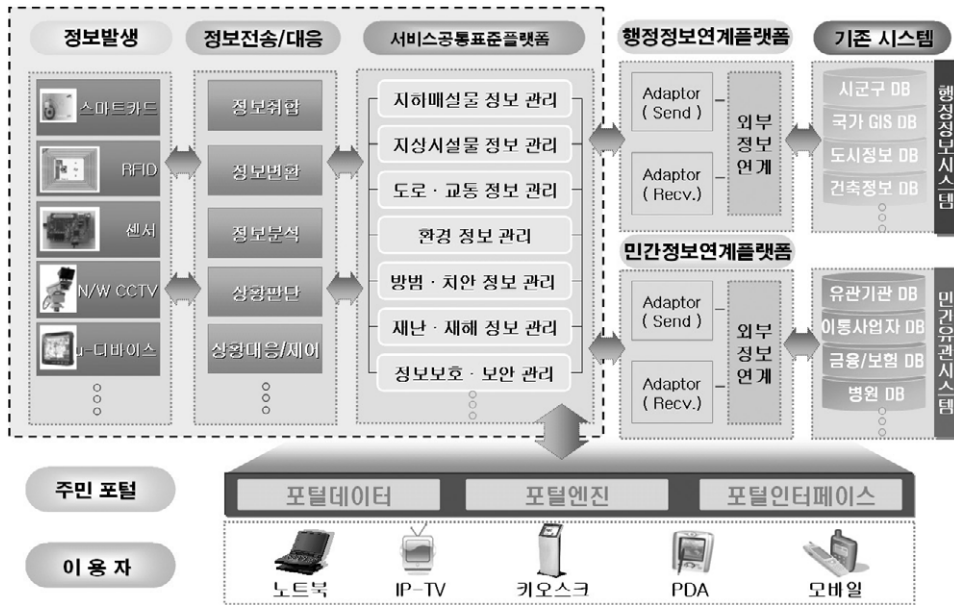 정보발생
정보전송/대응
서비스공통표준플랫폼
행정정보연계플랫폼
기존 시스템
스마트카드
RFID
센서
N/W CCTV
u-디바이스
정보취합
정보변환
정보분석
상황판단
상황대응/제어
지하매설물 정보 관리
지상시설물 정보 관리
도로·교통 정보 관리
환경 정보 관리
방범·치안 정보 관리
재난·재해 정보 관리
정보보호·보안 관리
Adaptor
( Send )
Adaptor
( Recv.)
외부
정보
연계
시군구 DB
국가 GIS DB
도시정보 DB
건축정보 DB
행정정보시스템
민간정보연계플랫폼
Adaptor
( Send )
Adaptor
( Recv.)
외부
정보
연계
유관기관 DB
이통사업자 DB
금융/보험 DB
병원 DB
민간유관시스템
주민 포털
포털데이터
포털엔진
포털인터페이스
이 용 자
노트북
IP-TV
키오스크
PDA
모바일